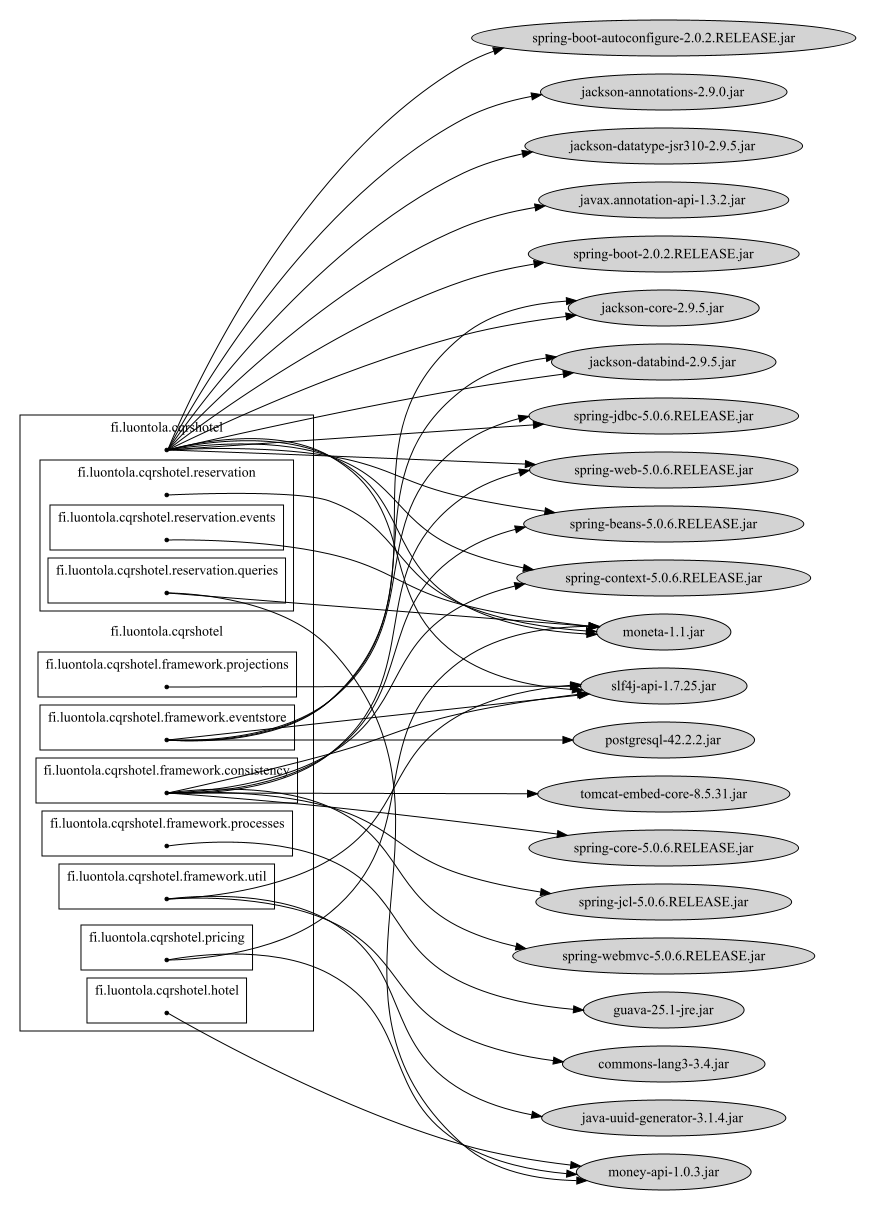 spring-boot-autoconfigure-2.0.2.RELEASE.jar
jackson-annotations-2.9.0.jar
jackson-datatype-jsr310-2.9.5.jar
javax.annotation-api-1.3.2.jar
spring-boot-2.0.2.RELEASE.jar
jackson-core-2.9.5.jar
jackson-databind-2.9.5.jar
spring-jdbc-5.0.6.RELEASE.jar
spring-web-5.0.6.RELEASE.jar
spring-beans-5.0.6.RELEASE.jar
spring-context-5.0.6.RELEASE.jar
moneta-1.1.jar
slf4j-api-1.7.25.jar
postgresql-42.2.2.jar
tomcat-embed-core-8.5.31.jar
spring-core-5.0.6.RELEASE.jar
spring-jcl-5.0.6.RELEASE.jar
spring-webmvc-5.0.6.RELEASE.jar
guava-25.1-jre.jar
commons-lang3-3.4.jar
java-uuid-generator-3.1.4.jar
money-api-1.0.3.jar
fi.luontola.cqrshotel
fi.luontola.cqrshotel.reservation
fi.luontola.cqrshotel.reservation.events
fi.luontola.cqrshotel.reservation.queries
fi.luontola.cqrshotel
fi.luontola.cqrshotel.framework.projections
fi.luontola.cqrshotel.framework.eventstore
fi.luontola.cqrshotel.framework.consistency
fi.luontola.cqrshotel.framework.processes
fi.luontola.cqrshotel.framework.util
fi.luontola.cqrshotel.pricing
fi.luontola.cqrshotel.hotel